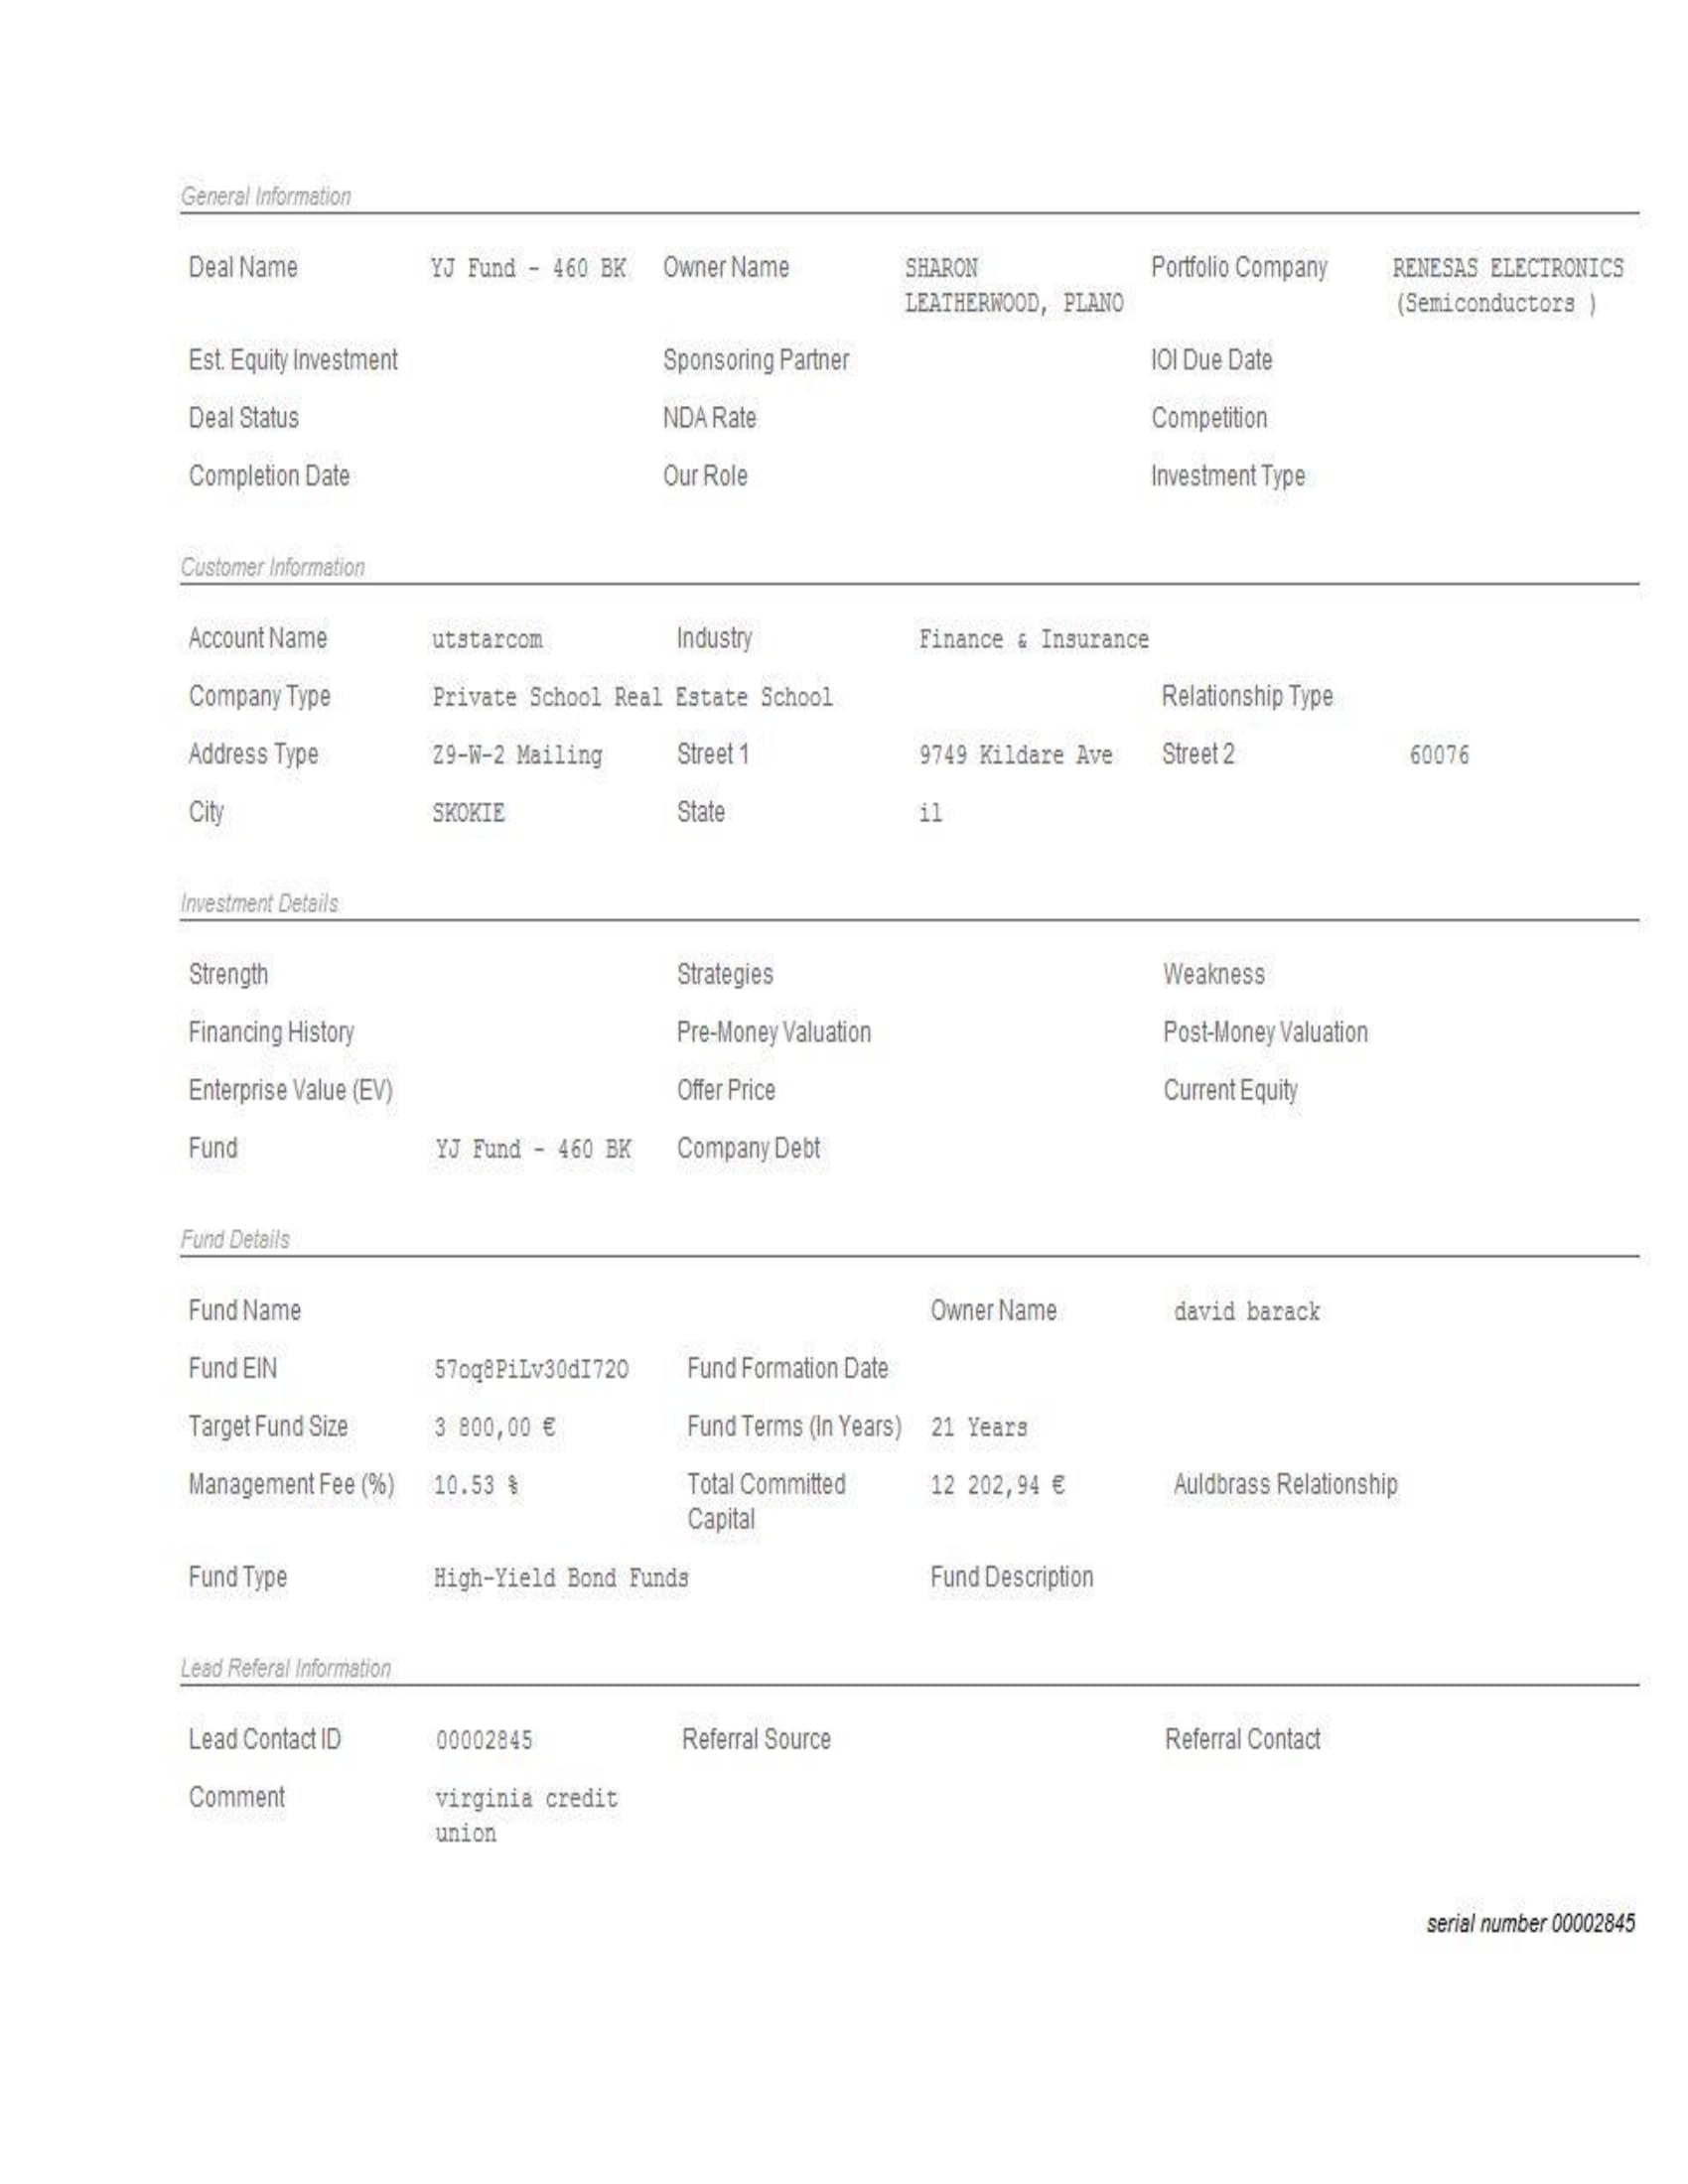 General Information
Deal Name YJ Fund - 460 BK Owner Name SHARON Portfolio Company RENESAS ELECTRONICS
LEATHERWOOD, PLANO (Semiconductors )
Est. Equity Investment Sponsoring Partner IOI Due Date
Deal Status NDA Rate Competition
Completion Date Our Role Investment Type
Customer Information
Account Name utstarcom Industry Finance & Insurance
Company Type Private School Real Estate School Relationship Type
Address Type Z9-W-2 Mailing Street 1 9749 Kildare Ave Street 2 60076
City SKOKIE State il
Investment Details
Strength Strategies Weakness
Financing History Pre-Money Valuation Post-Money Valuation
Enterprise Value (EV) Offer Price Current Equity
Fund YJ Fund - 460 BK Company Debt
Fund Details
Fund Name Owner Name david barack
Fund EIN 57oq8PiLv30dI72O Fund Formation Date
Target Fund Size 3 800,00 € Fund Terms (In Years) 21 Years
Management Fee (%) 10.53 % Total Committed 12 202,94 € Auldbrass Relationship
Capital
Fund Type High-Yield Bond Funds Fund Description
Lead Referal Information
Lead Contact ID 00002845 Referral Source Referral Contact
Comment virginia credit
union
serial number 00002845